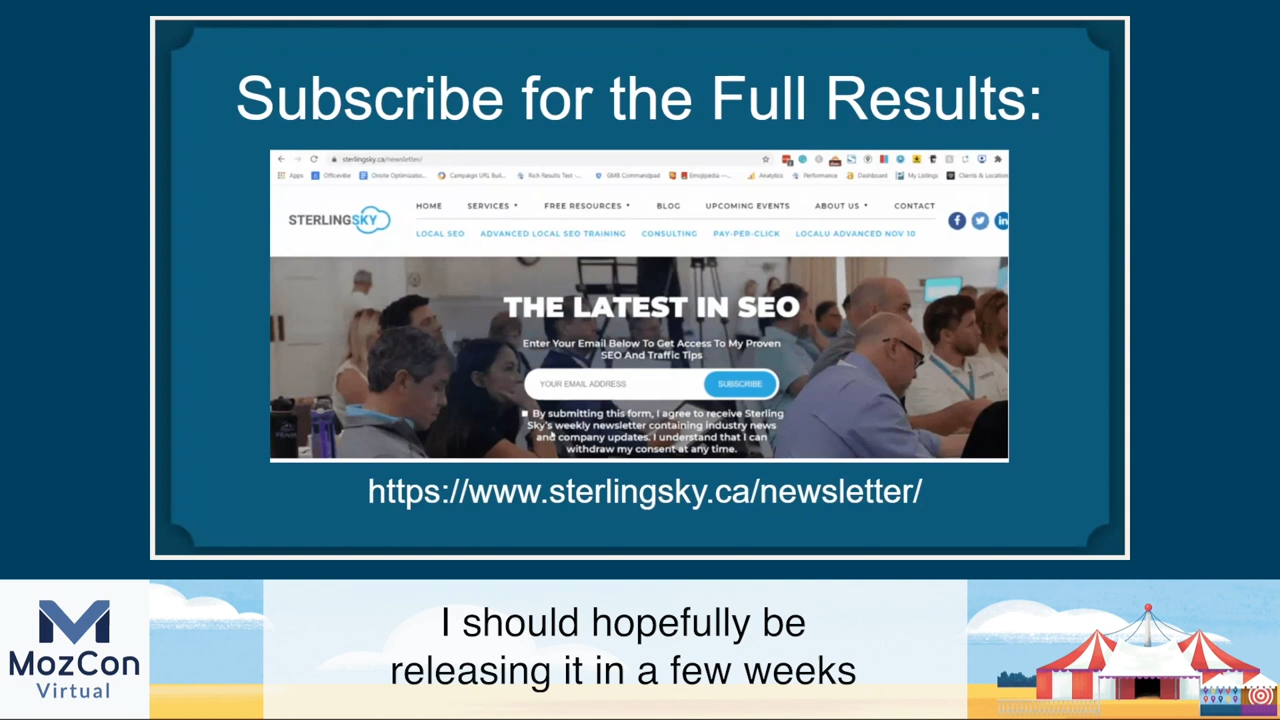 Subscribe for the Full Results:
sterlingsky.ca/newsletter/
Apps Officevibe Onsite Optimizatio... Campaign URL Buil... Rich Results Test -... GMB Commandpad Emojipedia —... Analytics Performance Dashboard My Listings Clients & Location
STERLINGSKY
HOME SERVICES FREE RESOURCES BLOG UPCOMING EVENTS ABOUT US CONTACT
LOCAL SEO ADVANCED LOCAL SEO TRAINING CONSULTING PAY-PER-CLICK LOCALU ADVANCED NOV 10
THE LATEST IN SEO
Enter Your Email Below To Get Access To My Proven
SEO And Traffic Tips
YOUR EMAIL ADDRESS SUBSCRIBE
By submitting this form, I agree to receive Sterling
Sky's weekly newsletter containing industry news
and company updates. I understand that I can
withdraw my consent at any time.
https://www.sterlingsky.ca/newsletter/
I should hopefully be
releasing it in a few weeks
MozCon
Virtual